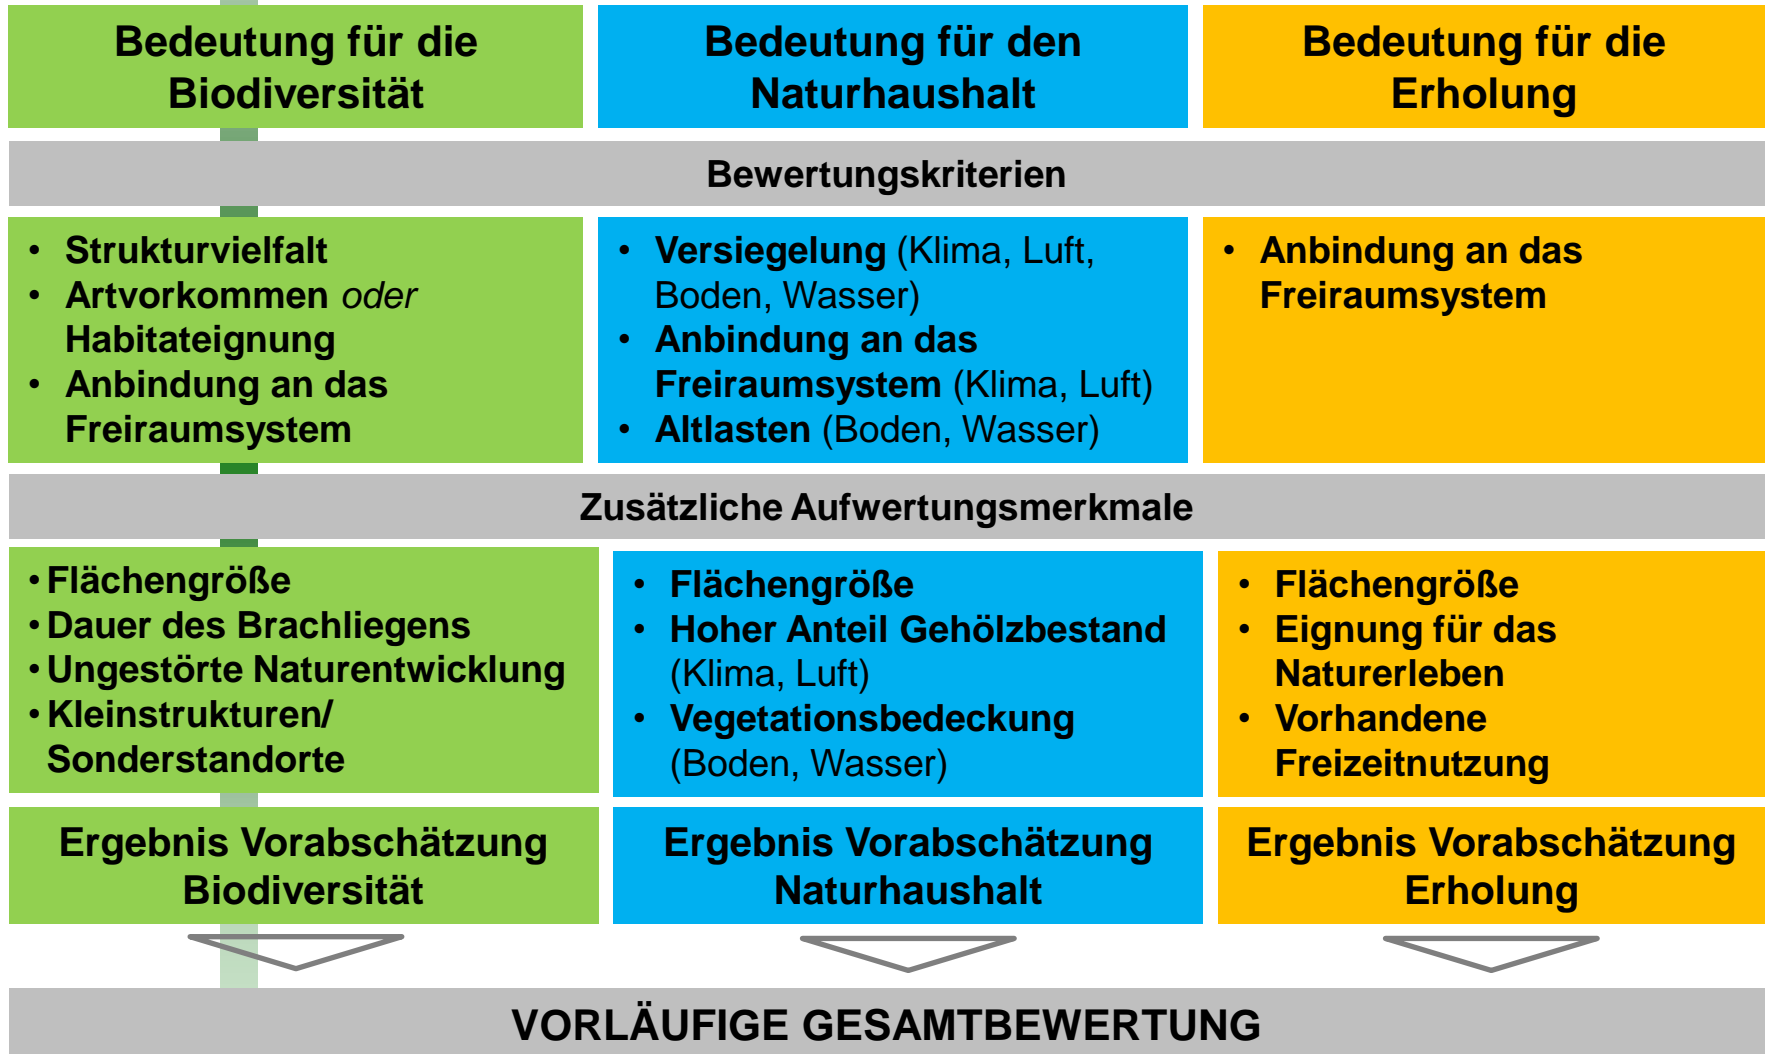 Bedeutung für die
Biodiversität
Bedeutung für den
Naturhaushalt
Bedeutung für die
Erholung
Bewertungskriterien
• Strukturvielfalt
• Artvorkommen oder
Habitateignung
• Anbindung an das
Freiraumsystem
• Versiegelung (Klima, Luft,
Boden, Wasser)
• Anbindung an das
Freiraumsystem (Klima, Luft)
• Altlasten (Boden, Wasser)
• Anbindung an das
Freiraumsystem
Zusätzliche Aufwertungsmerkmale
• Flächengröße
• Dauer des Brachliegens
• Ungestörte Naturentwicklung
• Kleinstrukturen/
Sonderstandorte
• Flächengröße
• Hoher Anteil Gehölzbestand
(Klima, Luft)
• Vegetationsbedeckung
(Boden, Wasser)
• Flächengröße
• Eignung für das
Naturerleben
• Vorhandene
Freizeitnutzung
Ergebnis Vorabschätzung
Biodiversität
Ergebnis Vorabschätzung
Naturhaushalt
Ergebnis Vorabschätzung
Erholung
VORLÄUFIGE GESAMTBEWERTUNG